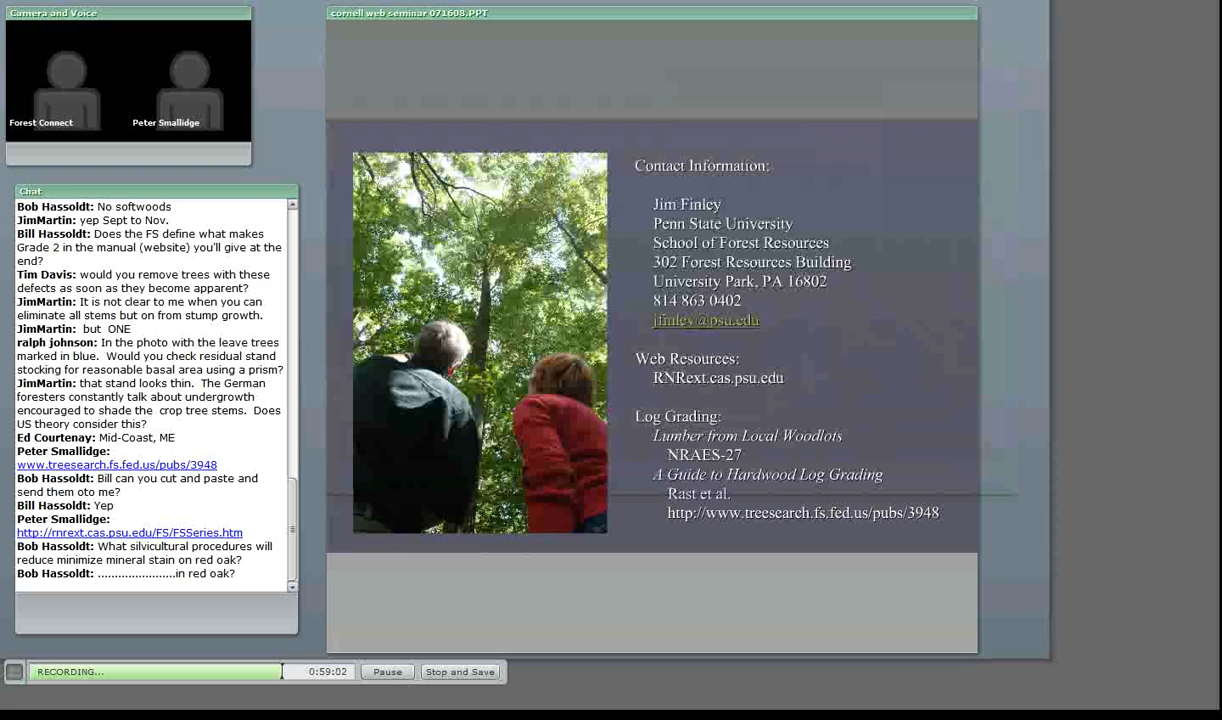 Camera and Voice
Forest Connect
Peter Smallidge
Chat
Bob Hassoldt: No softwoods
JimMartin: yep Sept to Nov.
Bill Hassoldt: Does the FS define what makes
Grade 2 in the manual (website) you'll give at the
end?
Tim Davis: would you remove trees with these
defects as soon as they become apparent?
JimMartin: It is not clear to me when you can
eliminate all stems but on from stump growth.
JimMartin: but ONE
ralph johnson: In the photo with the leave trees
marked in blue. Would you check residual stand
stocking for reasonable basal area using a prism?
JimMartin: that stand looks thin. The German
foresters constantly talk about undergrowth
encouraged to shade the crop tree stems. Does
US theory consider this?
Ed Courtenay: Mid-Coast, ME
Peter Smallidge:
www.treesearch.fs.fed.us/pubs/3948
Bob Hassoldt: Bill can you cut and paste and
send them oto me?
Bill Hassoldt: Yep
Peter Smallidge:
http://rnrext.cas.psu.edu/FS/FSSeries.htm
Bob Hassoldt: What silvicultural procedures will
reduce minimize mineral stain on red oak?
Bob Hassoldt: .......................in red oak?
cornell web seminar 071608.PPT
Contact Information:
Jim Finley
Penn State University
School of Forest Resources
302 Forest Resources Building
University Park, PA 16802
814 863 0402
jfinley@psu.edu
Web Resources:
RNRext.cas.psu.edu
Log Grading:
Lumber from Local Woodlots
NRAES-27
A Guide to Hardwood Log Grading
Rast et al.
http://www.treesearch.fs.fed.us/pubs/3948
RECORDING...
0:59:02
Pause
Stop and Save